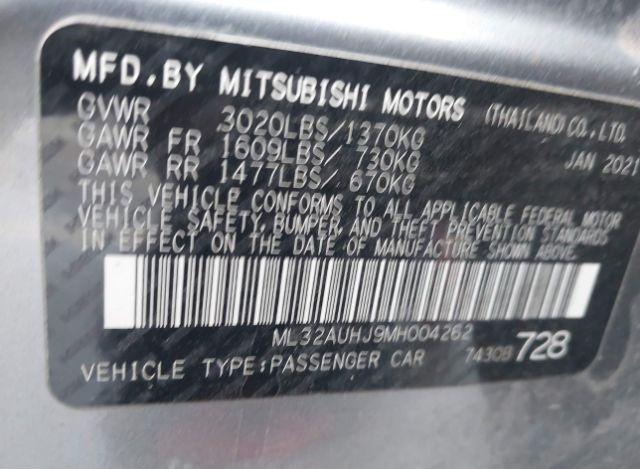 MFD.BY MITSUBISHI MOTORS (THAILAND) CO., LTD.
GVWR 3020LBS/1370KG JAN 2021
GAWR FR 1609LBS/ 730KG
GAWR RR 1477LBS/ 670KG
THIS VEHICLE CONFORMS TO ALL APPLICABLE FEDERAL MOTOR
VEHICLE SAFETY, BUMPER, AND THEFT PREVENTION STANDARDS
IN EFFECT ON THE DATE OF MANUFACTURE SHOWN ABOVE.
ML32AUHJ9MH004262
VEHICLE TYPE:PASSENGER CAR 7430B 728